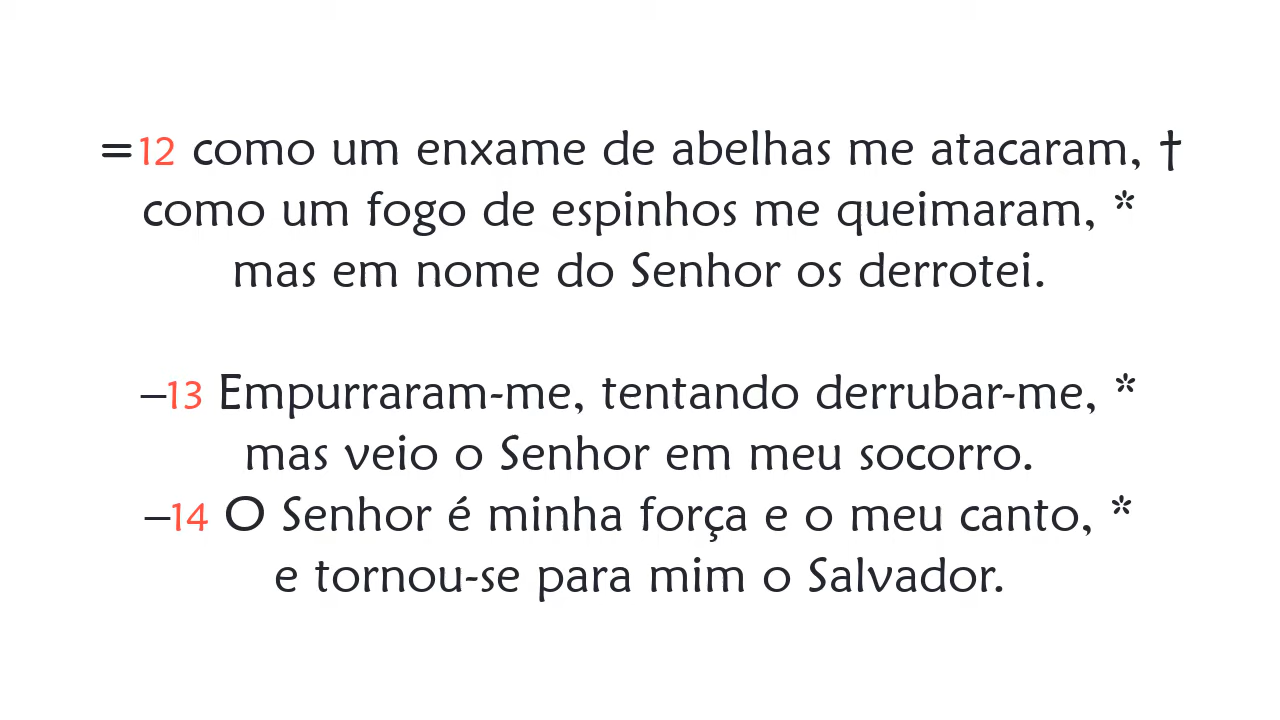 =12 como um enxame de abelhas me atacaram, †
como um fogo de espinhos me queimaram, *
mas em nome do Senhor os derrotei.
–13 Empurraram-me, tentando derrubar-me, *
mas veio o Senhor em meu socorro.
–14 O Senhor é minha força e o meu canto, *
e tornou-se para mim o Salvador.